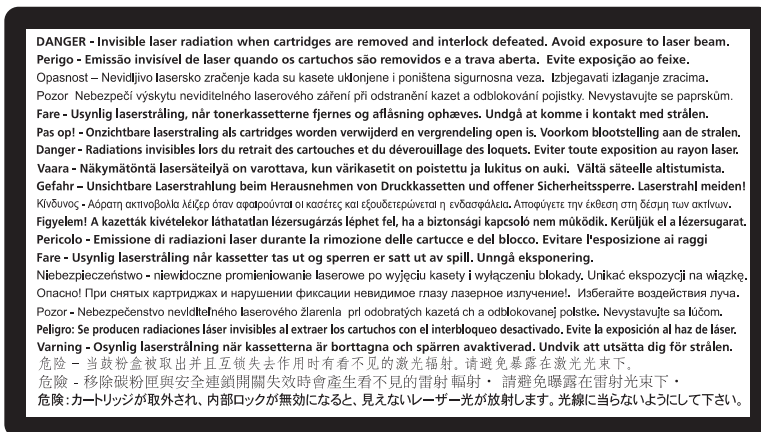 DANGER - Invisible laser radiation when cartridges are removed and interlock defeated. Avoid exposure to laser beam.
Perigo - Emissão invisível de laser quando os cartuchos são removidos e a trava aberta. Evite exposição ao feixe.
Opasnost – Nevidljivo lasersko zračenje kada su kasete uklonjene i poništena sigurnosna veza. Izbjegavati izlaganje zracima.
Pozor Nebezpečí výskytu neviditelného laserového záření při odstranění kazet a odblokování pojistky. Nevystavujte se paprskům.
Fare - Usynlig laserstråling, når tonerkassetterne fjernes og aflåsning ophæves. Undgå at komme i kontakt med strålen.
Pas op! - Onzichtbare laserstraling als cartridges worden verwijderd en vergrendeling open is. Voorkom blootstelling aan de stralen.
Danger - Radiations invisibles lors du retrait des cartouches et du déverouillage des loquets. Eviter toute exposition au rayon laser.
Vaara - Näkymätöntä lasersäteilyä on varottava, kun värikasetit on poistettu ja lukitus on auki. Vältä säteelle altistumista.
Gefahr – Unsichtbare Laserstrahlung beim Herausnehmen von Druckkassetten und offener Sicherheitssperre. Laserstrahl meiden!
Κίνδυνος - Αόρατη ακτινοβολία λέιζερ όταν αφαιρούνται οι κασέτες και εξουδετερώνεται η ενδασφάλεια. Αποφύγετε την έκθεση στη δέσμη των ακτίνων.
Figyelem! A kazetták kivételekor láthatatlan lézersugárzás léphet fel, ha a biztonsági kapcsoló nem mûködik. Kerüljük el a lézersugarat.
Pericolo - Emissione di radiazioni laser durante la rimozione delle cartucce e del blocco. Evitare l'esposizione ai raggi
Fare - Usynlig laserstråling når kassetter tas ut og sperren er satt ut av spill. Unngå eksponering.
Niebezpieczeństwo - niewidoczne promieniowanie laserowe po wyjęciu kasety i wyłączeniu blokady. Unikać ekspozycji na wiązkę.
Опасно! При снятых картриджах и нарушении фиксации невидимое глазу лазерное излучение!. Избегайте воздействия луча.
Pozor - Nebezpečenstvo neviditeľného laserového žiarenia pri odobratých kazetá ch a odblokovanej poistke. Nevystavujte sa lúčom.
Peligro: Se producen radiaciones láser invisibles al extraer los cartuchos con el interbloqueo desactivado. Evite la exposición al haz de láser.
Varning - Osynlig laserstrålning när kassetterna är borttagna och spärren avaktiverad. Undvik att utsätta dig för strålen.
危险 – 当鼓粉盒被取出并且互锁失去作用时有看不见的激光辐射. 请避免暴露在激光光束下。
危險 - 移除碳粉匣與安全連鎖開關失效時會產生看不見的雷射輻射・ 請避免曝露在雷射光束下・
危険：カートリッジが取外され、内部ロックが無効になると、見えないレーザー光が放射します。光線に当らないようにして下さい。